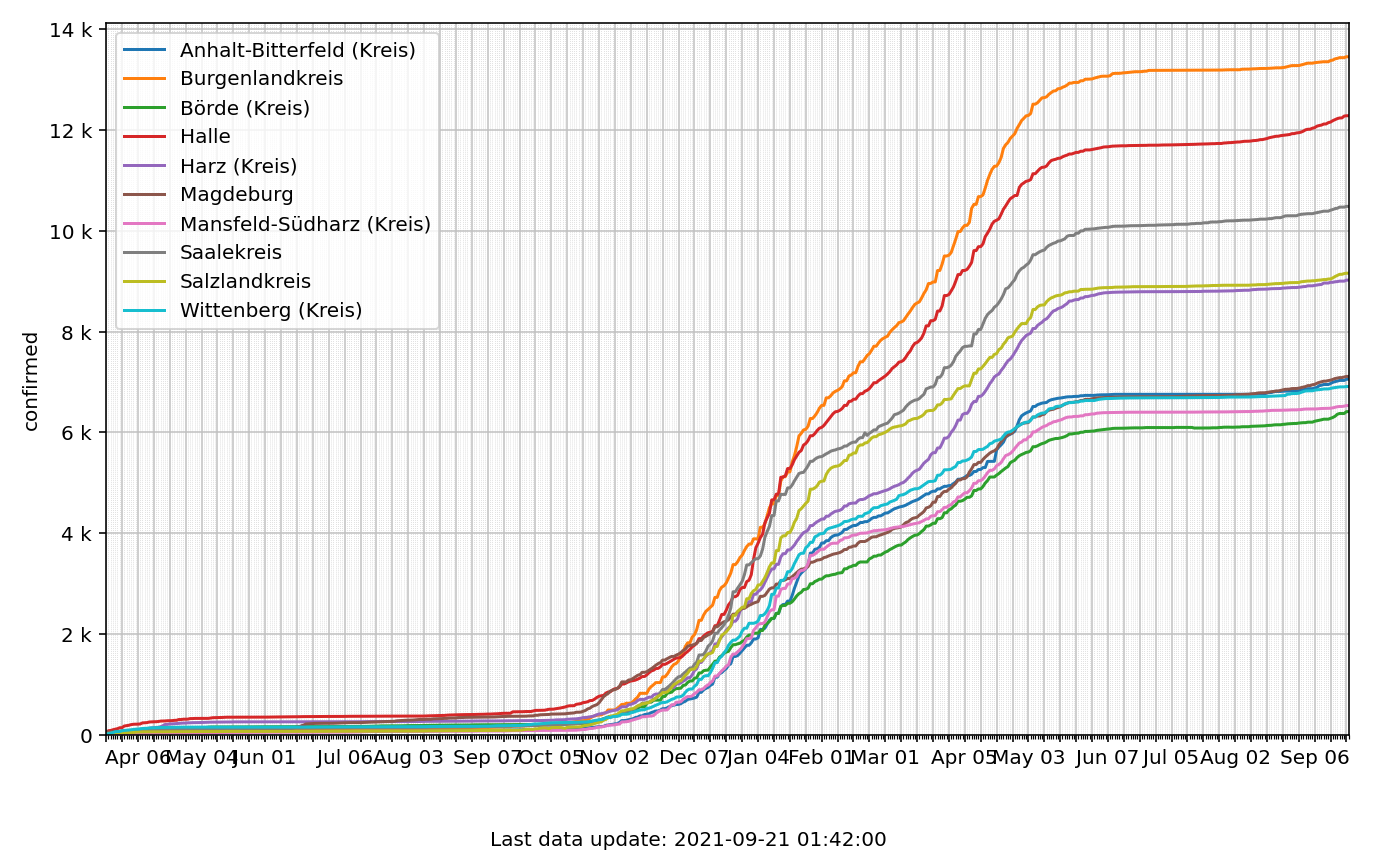 14 k
12 k
10 k
8 k
6 k
4 k
2 k
0
confirmed
Anhalt-Bitterfeld (Kreis)
Burgenlandkreis
Börde (Kreis)
Halle
Harz (Kreis)
Magdeburg
Mansfeld-Südharz (Kreis)
Saalekreis
Salzlandkreis
Wittenberg (Kreis)
Apr 06 May 04 Jun 01 Jul 06 Aug 03 Sep 07 Oct 05 Nov 02 Dec 07 Jan 04 Feb 01 Mar 01 Apr 05 May 03 Jun 07 Jul 05 Aug 02 Sep 06
Last data update: 2021-09-21 01:42:00